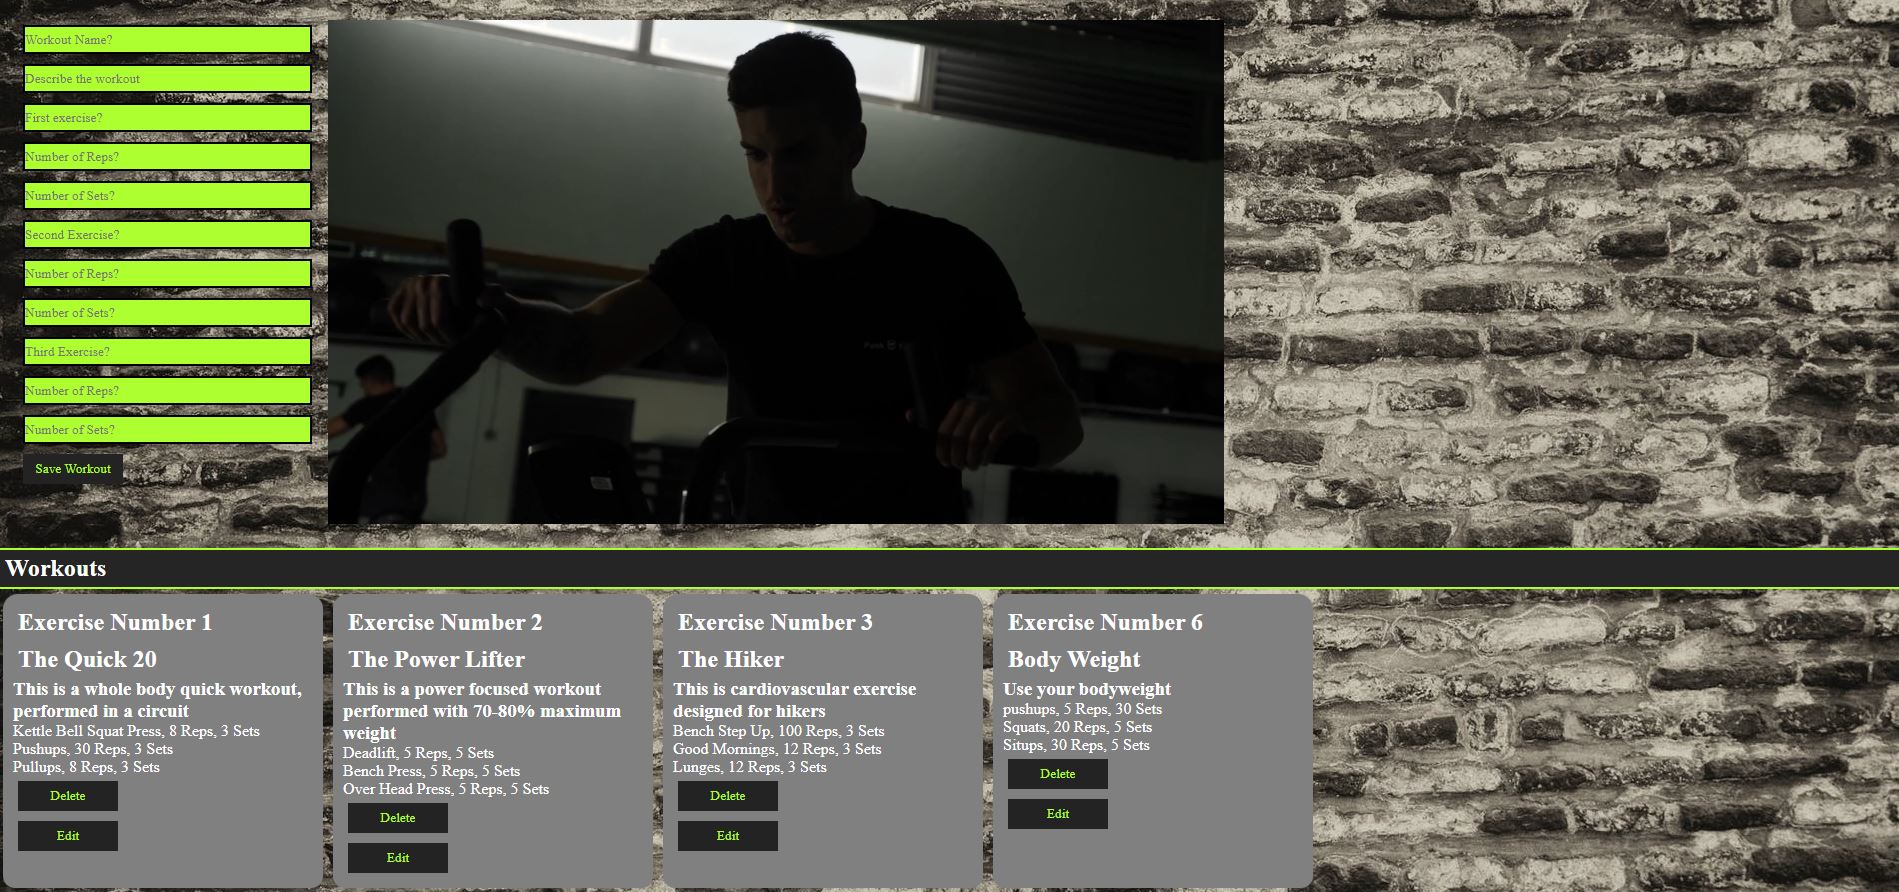 Workout Name?
Describe the workout
First exercise?
Number of Reps?
Number of Sets?
Second Exercise?
Number of Reps?
Number of Sets?
Third Exercise?
Number of Reps?
Number of Sets?
Save Workout
Workouts
Exercise Number 1
The Quick 20
This is a whole body quick workout,
performed in a circuit
Kettle Bell Squat Press, 8 Reps, 3 Sets
Pushups, 30 Reps, 3 Sets
Pullups, 8 Reps, 3 Sets
Delete
Edit
Exercise Number 2
The Power Lifter
This is a power focused workout
performed with 70-80% maximum
weight
Deadlift, 5 Reps, 5 Sets
Bench Press, 5 Reps, 5 Sets
Over Head Press, 5 Reps, 5 Sets
Delete
Edit
Exercise Number 3
The Hiker
This is cardiovascular exercise
designed for hikers
Bench Step Up, 100 Reps, 3 Sets
Good Mornings, 12 Reps, 3 Sets
Lunges, 12 Reps, 3 Sets
Delete
Edit
Exercise Number 6
Body Weight
Use your bodyweight
pushups, 5 Reps, 30 Sets
Squats, 20 Reps, 5 Sets
Situps, 30 Reps, 5 Sets
Delete
Edit